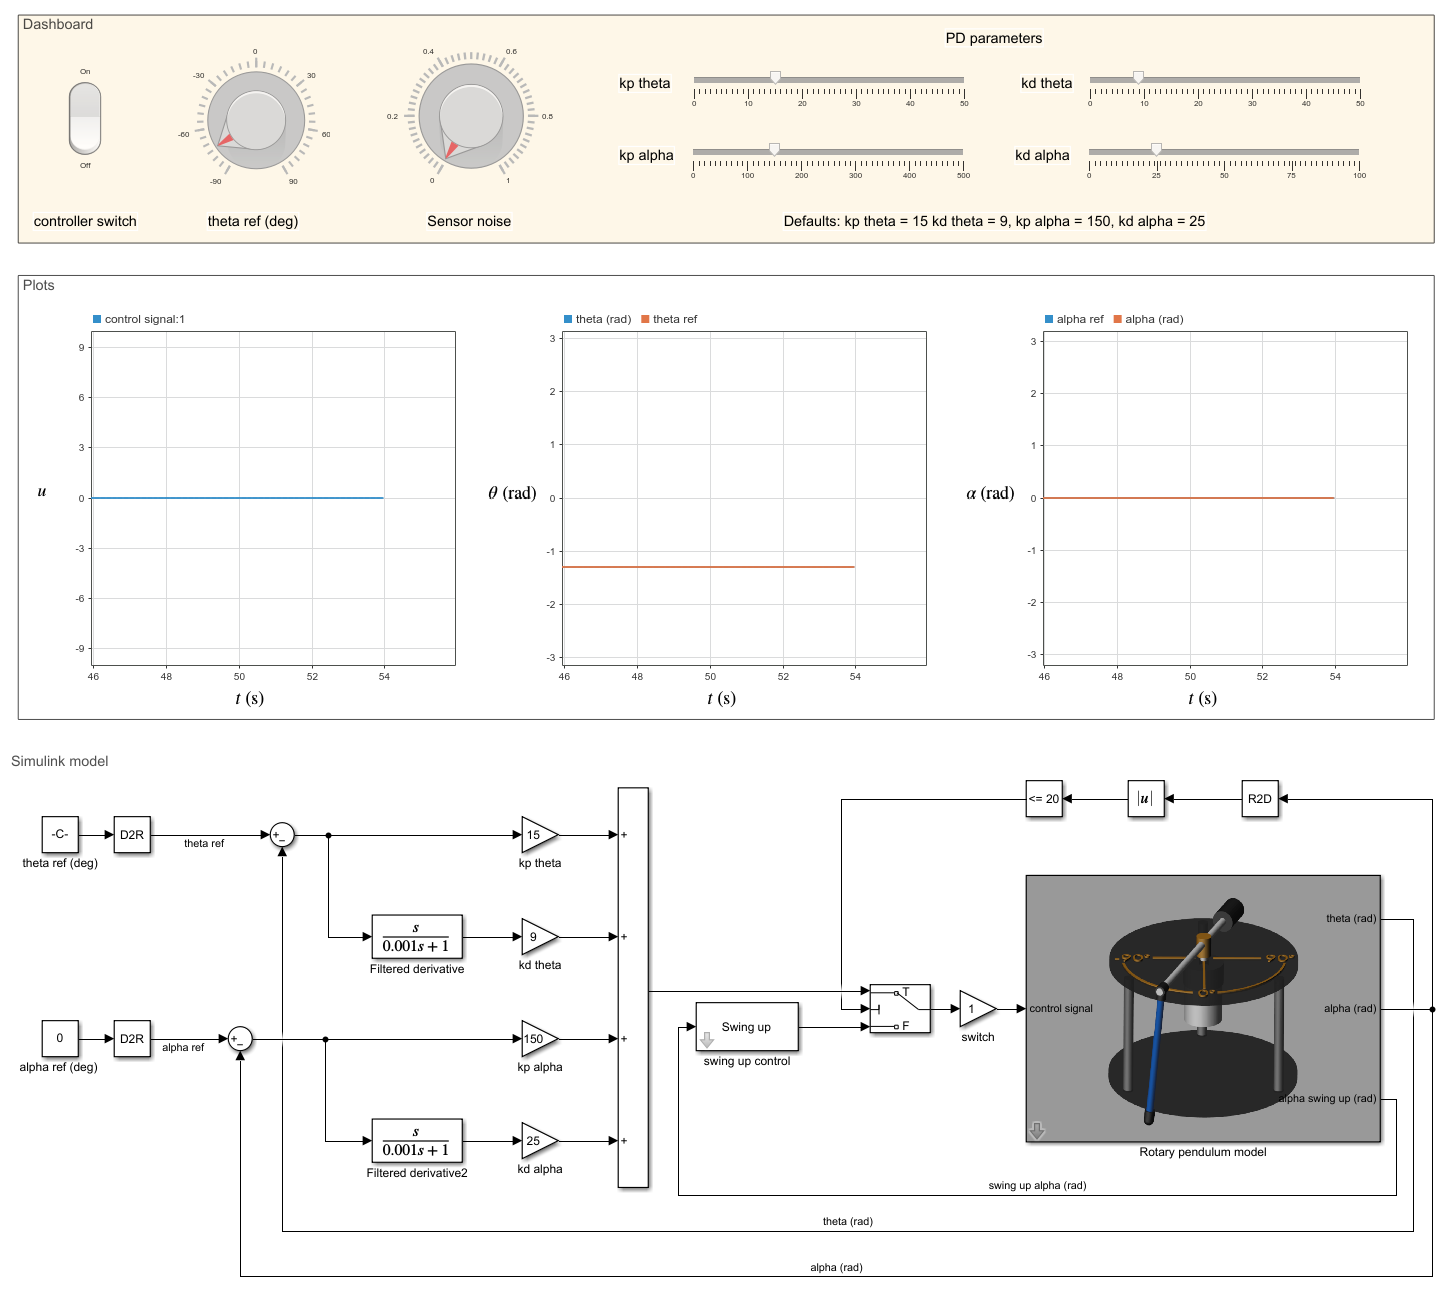 Dashboard
On
Off
controller switch
-90
-60
-30
0
30
60
90
theta ref (deg)
0
0.2
0.4
0.6
0.8
1
Sensor noise
PD parameters
kp theta
0 10 20 30 40 50
kd theta
0 10 20 30 40 50
kp alpha
0 100 200 300 400 500
kd alpha
0 25 50 75 100
Defaults: kp theta = 15 kd theta = 9, kp alpha = 150, kd alpha = 25
Plots
control signal:1
9
6
3
0
-3
-6
-9
u
46 48 50 52 54
t (s)
theta (rad) theta ref
3
2
1
0
-1
-2
-3
θ (rad)
46 48 50 52 54
t (s)
alpha ref alpha (rad)
3
2
1
0
-1
-2
-3
α (rad)
46 48 50 52 54
t (s)
Simulink model
-C-
theta ref (deg)
D2R
theta ref
+
−
15
kp theta
+
s
0.001s + 1
Filtered derivative
9
kd theta
+
0
alpha ref (deg)
D2R
alpha ref
+
−
150
kp alpha
+
s
0.001s + 1
Filtered derivative2
25
kd alpha
+
Swing up
swing up control
T
F
1
switch
<= 20
|u|
R2D
control signal
theta (rad)
alpha (rad)
alpha swing up (rad)
Rotary pendulum model
swing up alpha (rad)
theta (rad)
alpha (rad)